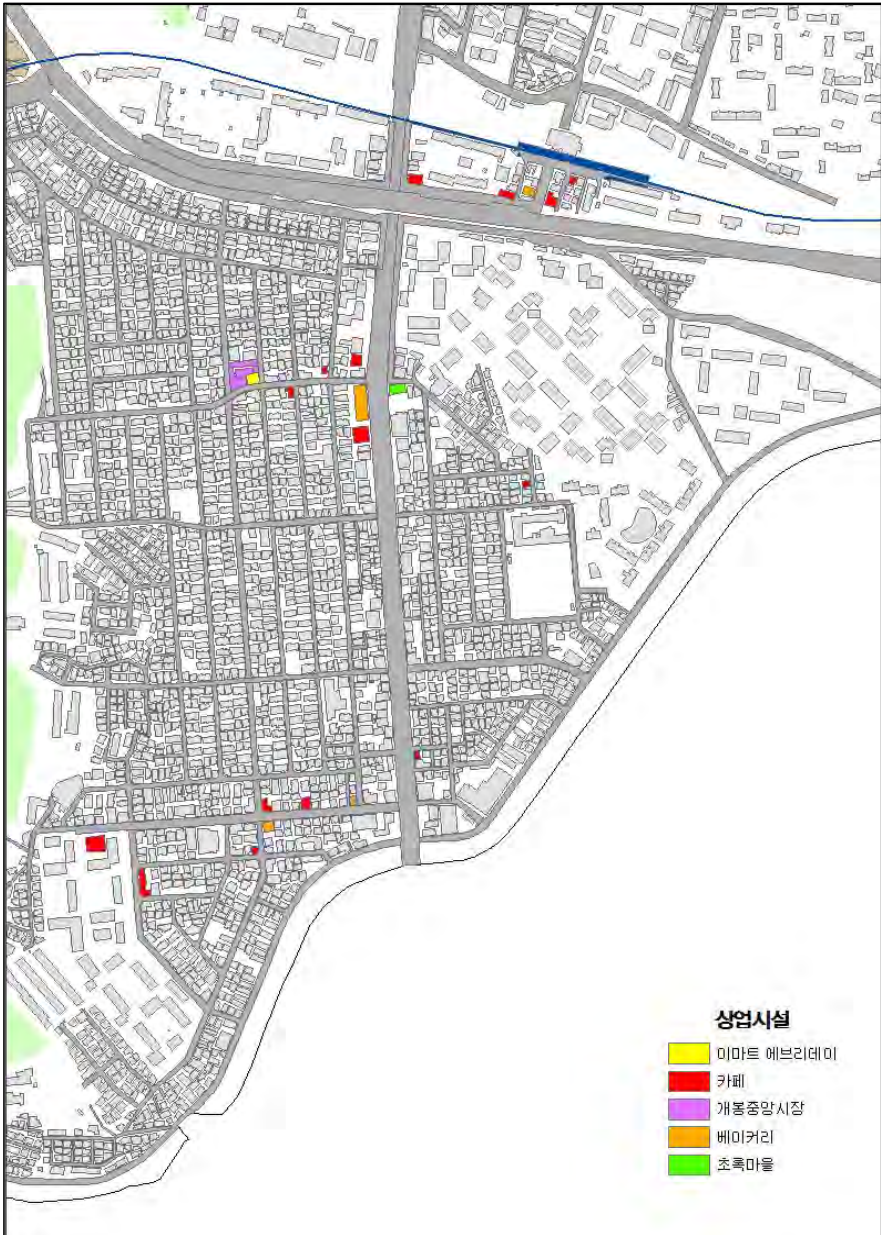 상업시설
이마트 에브리데이
카페
개봉중앙시장
베이커리
초록마을